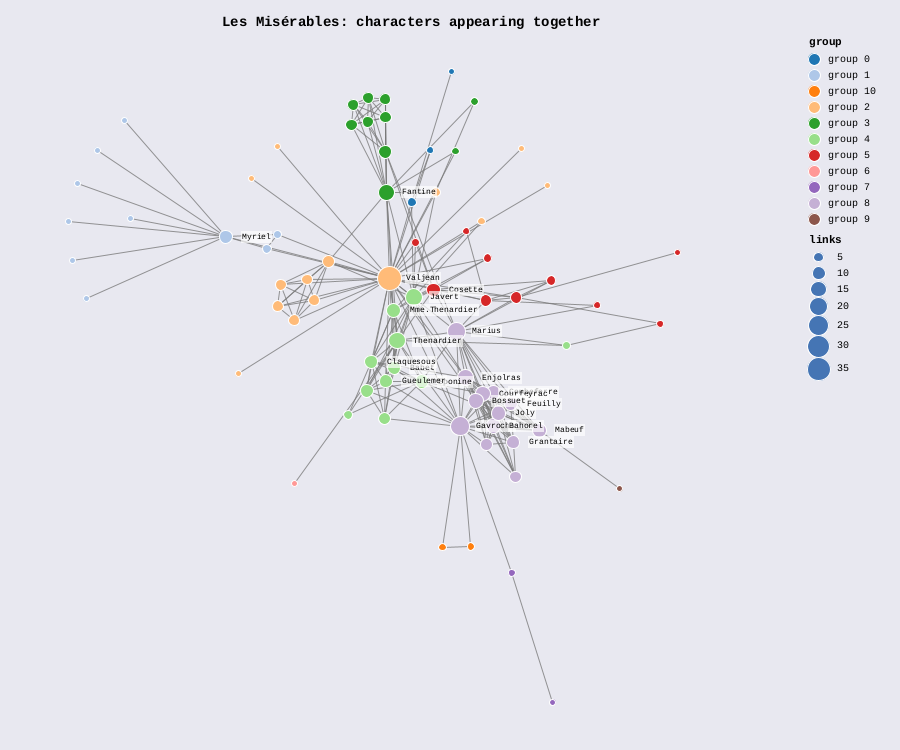 Les Misérables: characters appearing together
group
group 0
group 1
group 10
group 2
group 3
group 4
group 5
group 6
group 7
group 8
group 9
links
5
10
15
20
25
30
35
Fantine
Myriel
Valjean
Cosette
Javert
Mme.Thenardier
Marius
Thenardier
Claquesous
Gueulemer
Enjolras
Bossuet
Feuilly
Joly
Bahorel
Mabeuf
Grantaire